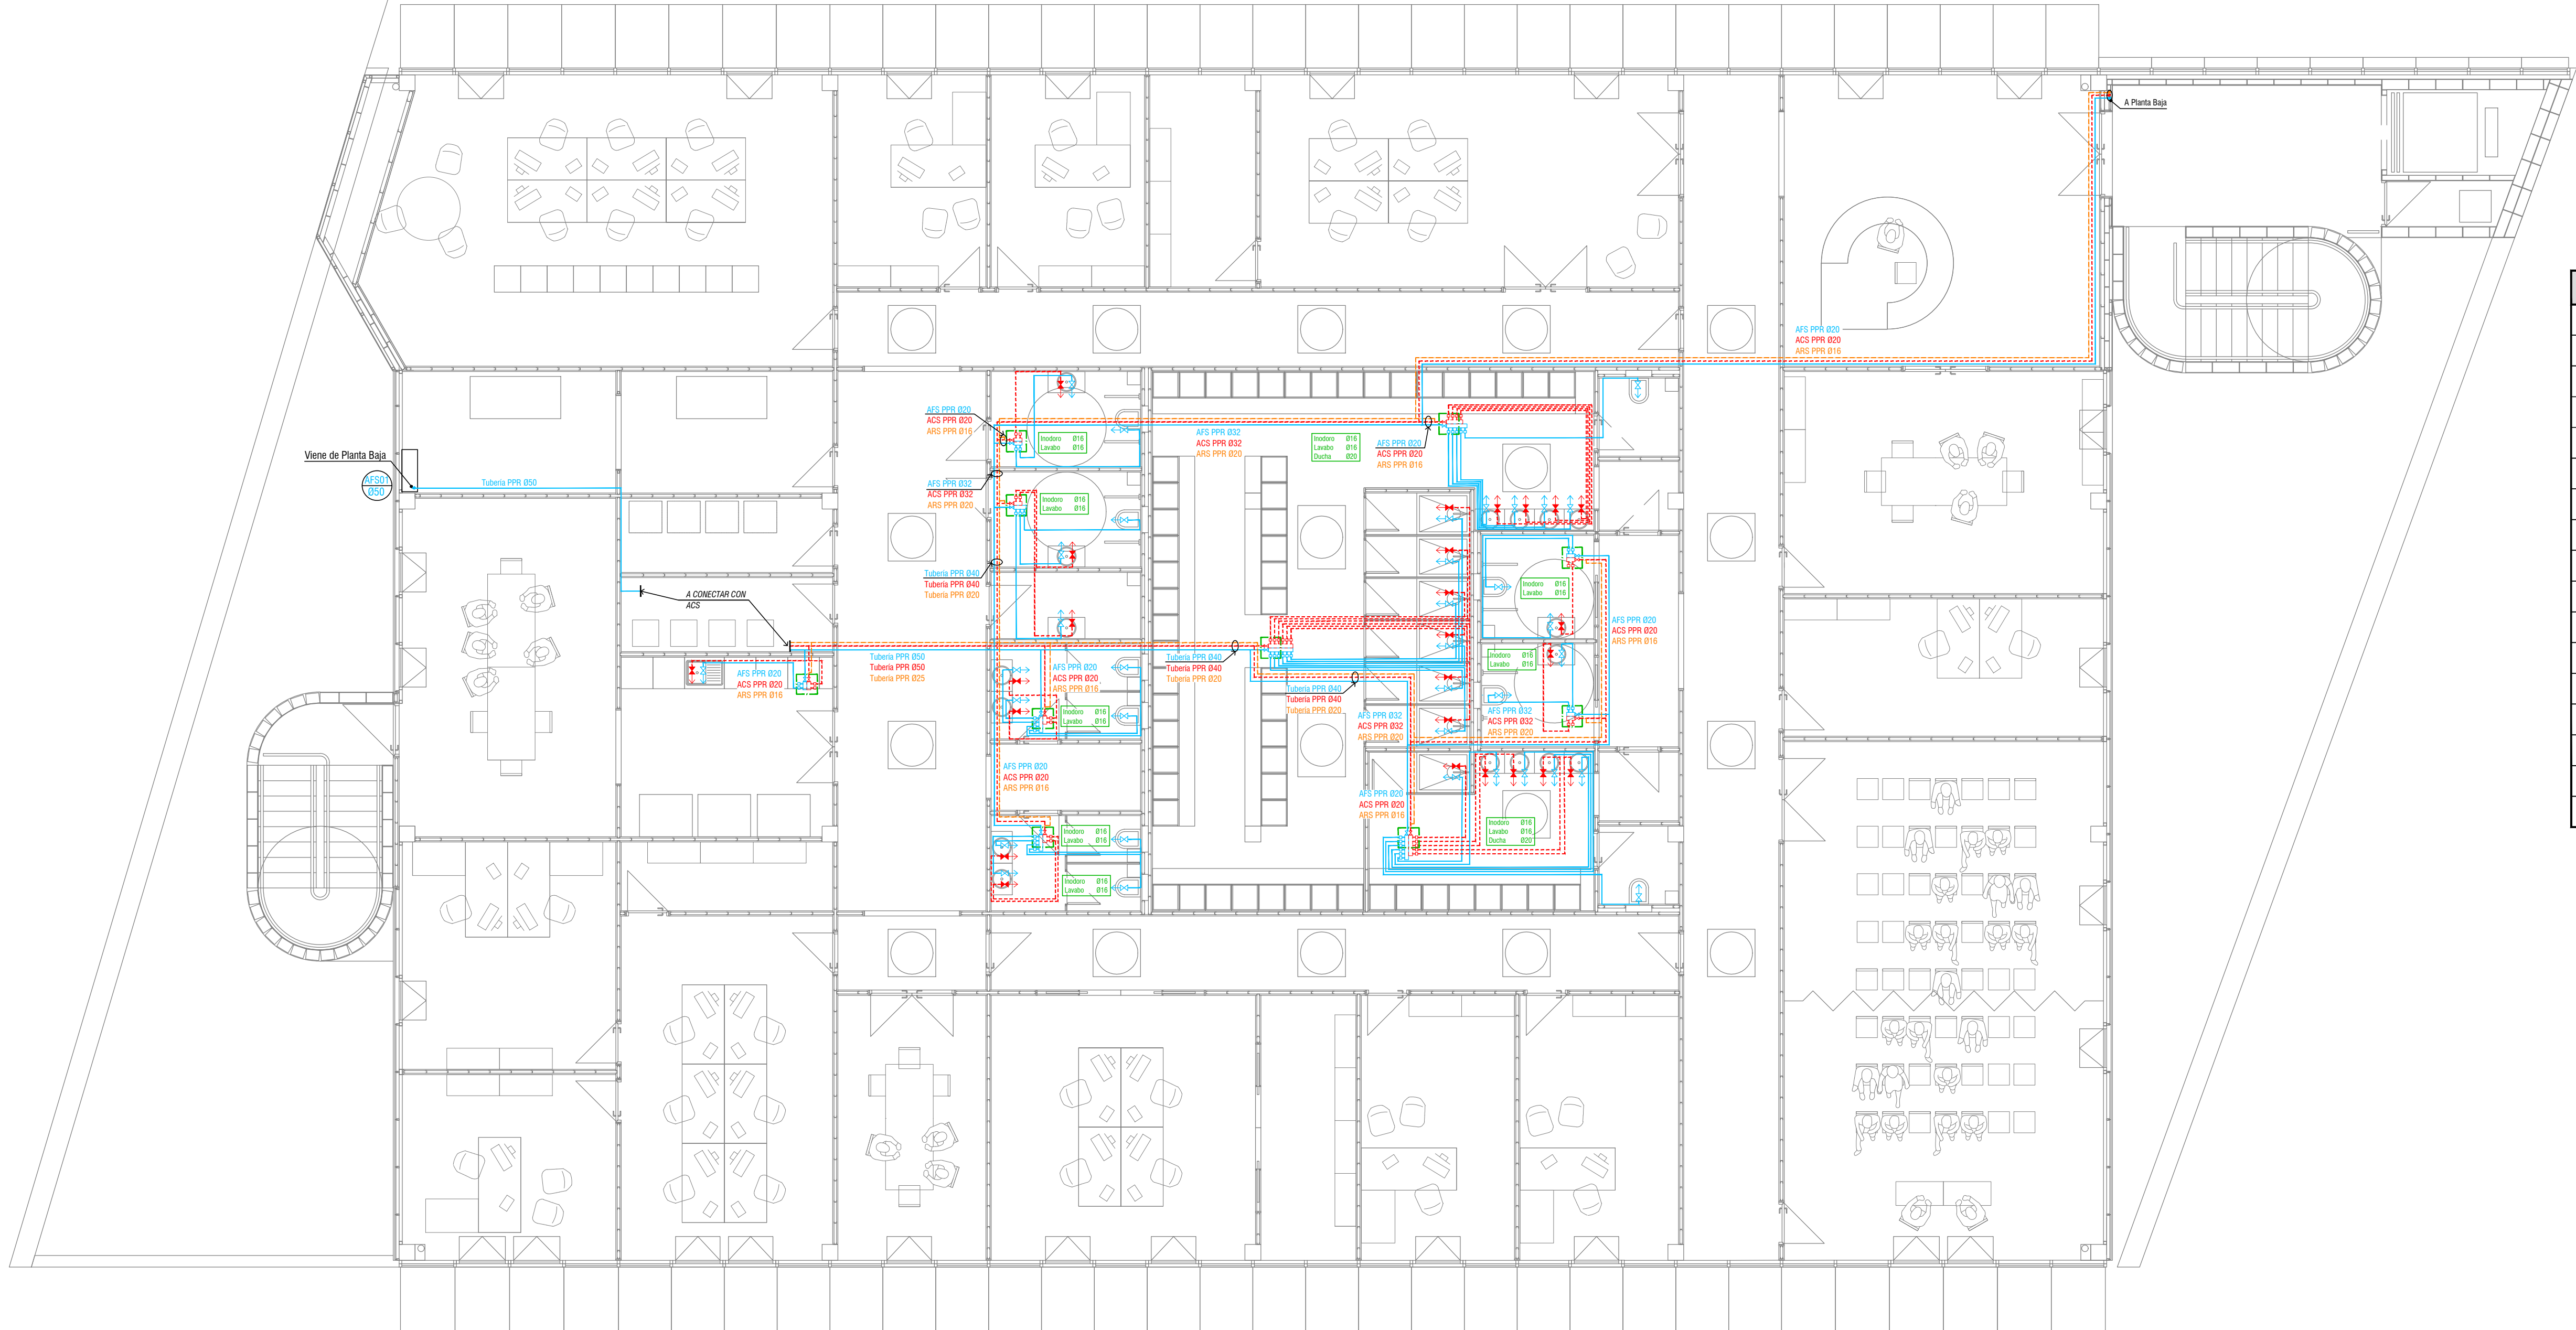 A Planta Baja
AFS PPR Ø20
ACS PPR Ø20
ARS PPR Ø16
AFS PPR Ø20
ACS PPR Ø20
ARS PPR Ø16
Inodoro Ø16
Lavabo Ø16
AFS PPR Ø32
ACS PPR Ø32
ARS PPR Ø20
Inodoro Ø16
Lavabo Ø16
Ducha Ø20
AFS PPR Ø20
ACS PPR Ø20
ARS PPR Ø16
Viene de Planta Baja
AFS01
Ø50
Tubería PPR Ø50
AFS PPR Ø32
ACS PPR Ø32
ARS PPR Ø20
Inodoro Ø16
Lavabo Ø16
Tubería PPR Ø40
Tubería PPR Ø40
Tubería PPR Ø20
A CONECTAR CON
ACS
Inodoro Ø16
Lavabo Ø16
AFS PPR Ø20
ACS PPR Ø20
ARS PPR Ø16
Tubería PPR Ø50
Tubería PPR Ø50
Tubería PPR Ø25
AFS PPR Ø20
ACS PPR Ø20
ARS PPR Ø16
AFS PPR Ø20
ACS PPR Ø20
ARS PPR Ø16
Tubería PPR Ø40
Tubería PPR Ø40
Tubería PPR Ø20
Inodoro Ø16
Lavabo Ø16
Tubería PPR Ø40
Tubería PPR Ø40
Tubería PPR Ø20
Inodoro Ø16
Lavabo Ø16
AFS PPR Ø32
ACS PPR Ø32
ARS PPR Ø20
AFS PPR Ø32
ACS PPR Ø32
ARS PPR Ø20
AFS PPR Ø20
ACS PPR Ø20
ARS PPR Ø16
AFS PPR Ø20
ACS PPR Ø20
ARS PPR Ø16
Inodoro Ø16
Lavabo Ø16
Inodoro Ø16
Lavabo Ø16
Ducha Ø20
Inodoro Ø16
Lavabo Ø16